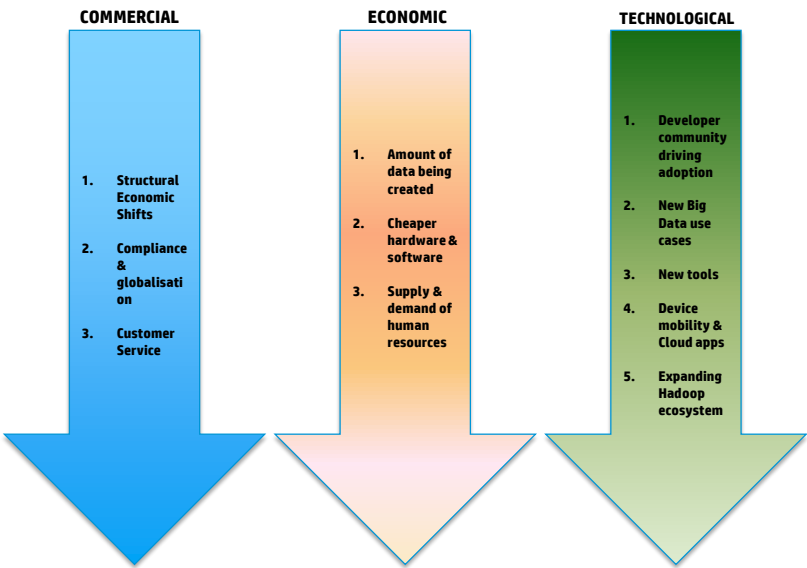 COMMERCIAL
1. Structural
Economic
Shifts
2. Compliance
&
globalisati
on
3. Customer
Service
ECONOMIC
1. Amount of
data being
created
2. Cheaper
hardware &
software
3. Supply &
demand of
human
resources
TECHNOLOGICAL
1. Developer
community
driving
adoption
2. New Big
Data use
cases
3. New tools
4. Device
mobility &
Cloud apps
5. Expanding
Hadoop
ecosystem